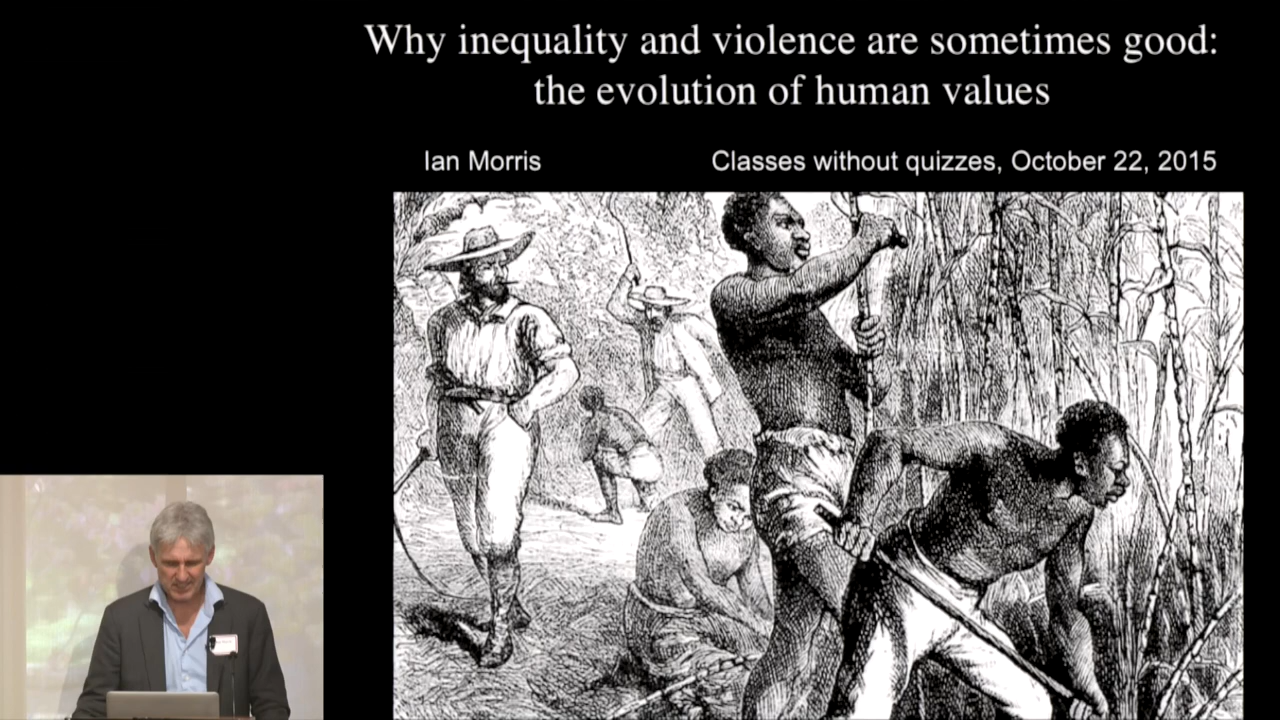 Why inequality and violence are sometimes good:
the evolution of human values
Ian Morris
Classes without quizzes, October 22, 2015